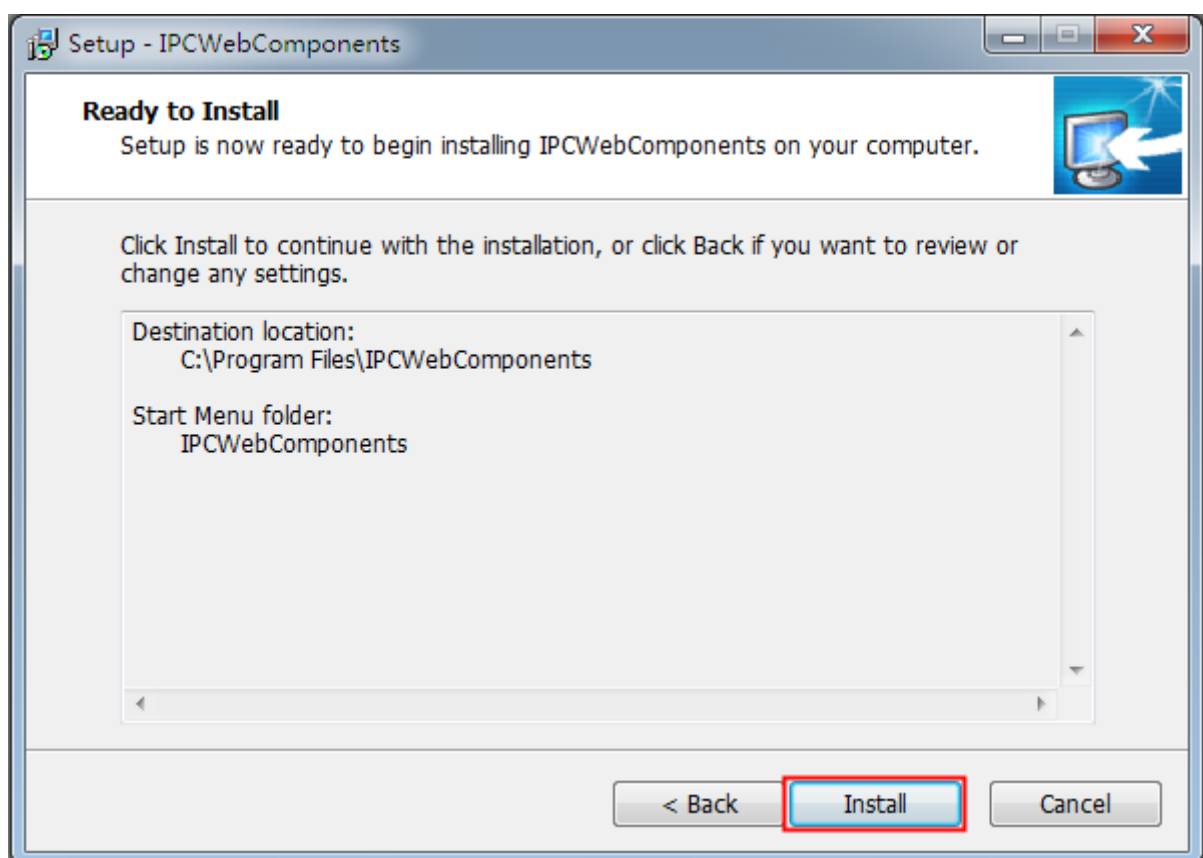 Setup - IPCWebComponents
Ready to Install
Setup is now ready to begin installing IPCWebComponents on your computer.
Click Install to continue with the installation, or click Back if you want to review or
change any settings.
Destination location:
C:\Program Files\IPCWebComponents
Start Menu folder:
IPCWebComponents
< Back
Install
Cancel